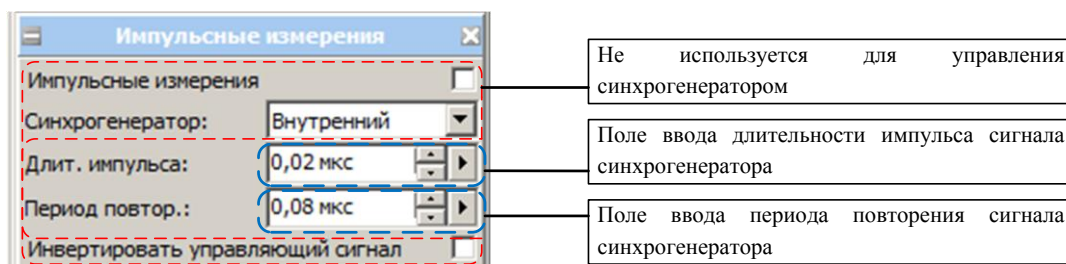 Импульсные измерения
Импульсные измерения
Синхрогенератор: Внутренний
Длит. импульса: 0,02 мкс
Период повтор.: 0,08 мкс
Инвертировать управляющий сигнал
Не используется для управления
синхрогенератором
Поле ввода длительности импульса сигнала
синхрогенератора
Поле ввода периода повторения сигнала
синхрогенератора